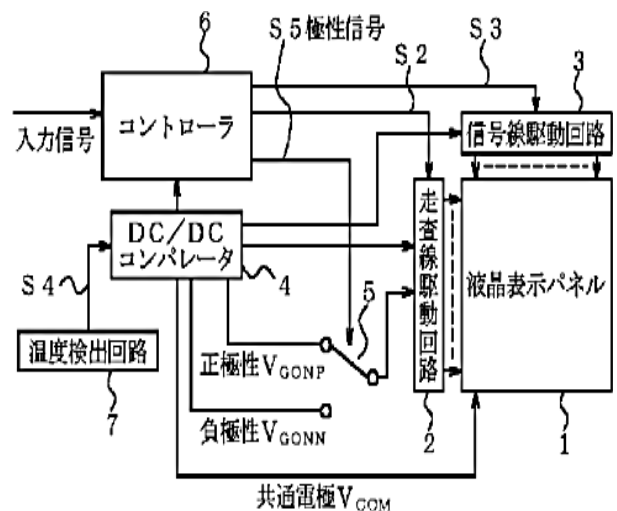 6
S5極性信号
S3
S2
3
コントローラ
入力信号
信号線駆動回路
DC/DC
コンパレータ
走査線駆動回路
液晶表示パネル
S4
4
5
温度検出回路
正極性VGONP
7
負極性VGONN
2
1
共通電極VCOM